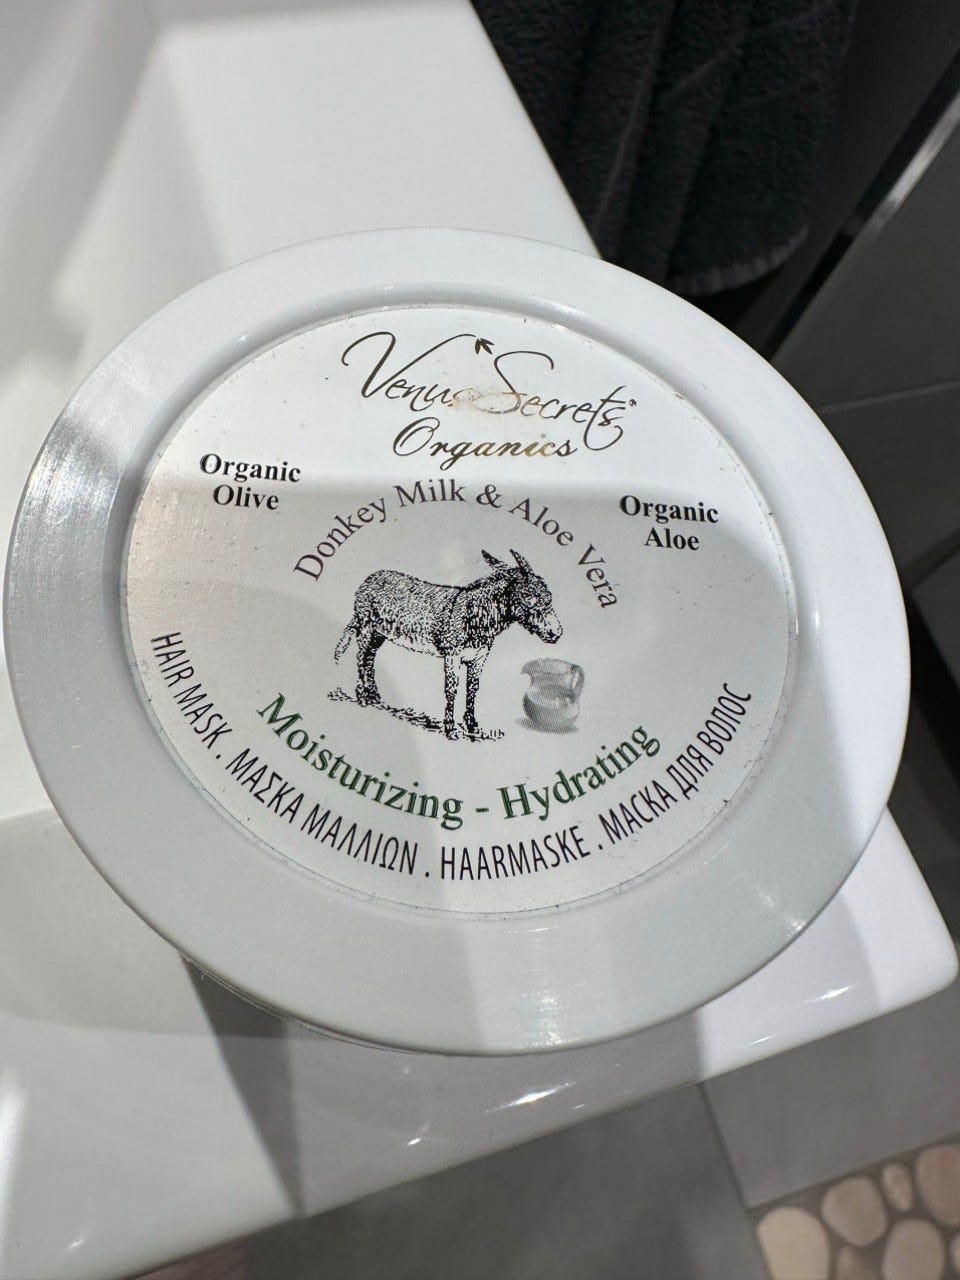 Venus Secrets
Organics
Organic
Olive
Organic
Aloe
Donkey Milk & Aloe Vera
Moisturizing - Hydrating
HAIR MASK . ΜΑΣΚΑ ΜΑΛΛΙΩΝ . HAARMASKE . МАСКА ДЛЯ ВОЛОС